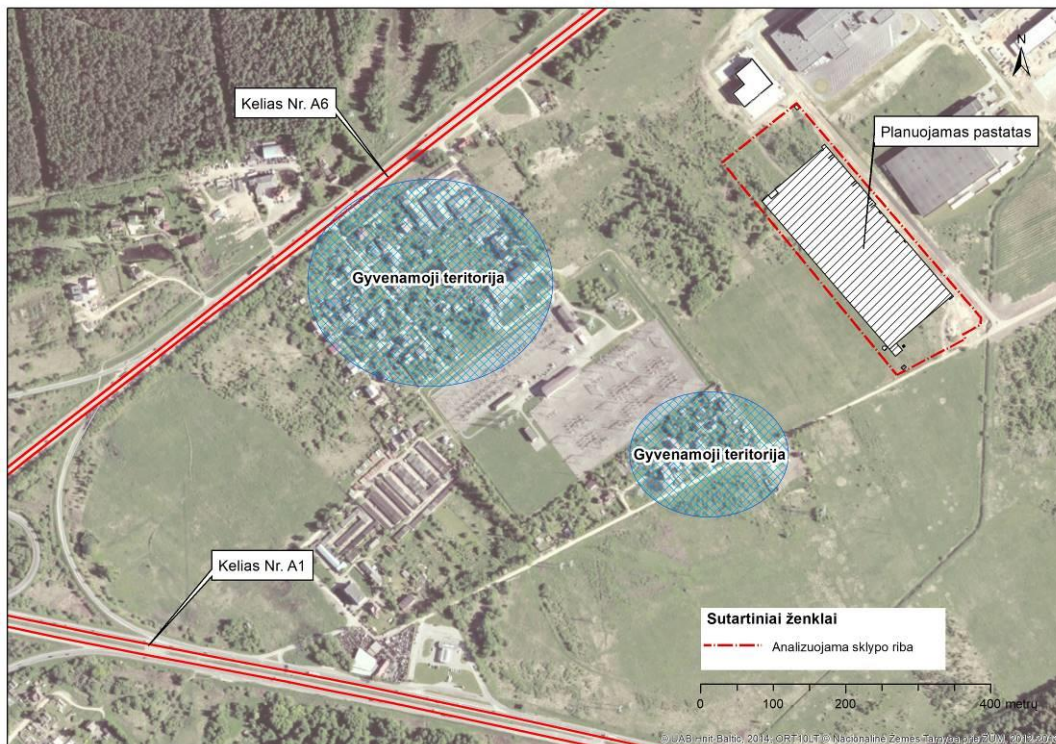 N
Kelias Nr. A6
Planuojamas pastatas
Gyvenamoji teritorija
Gyvenamoji teritorija
Kelias Nr. A1
Sutartiniai ženklai
Analizuojama sklypo riba
0 200 400 metrų